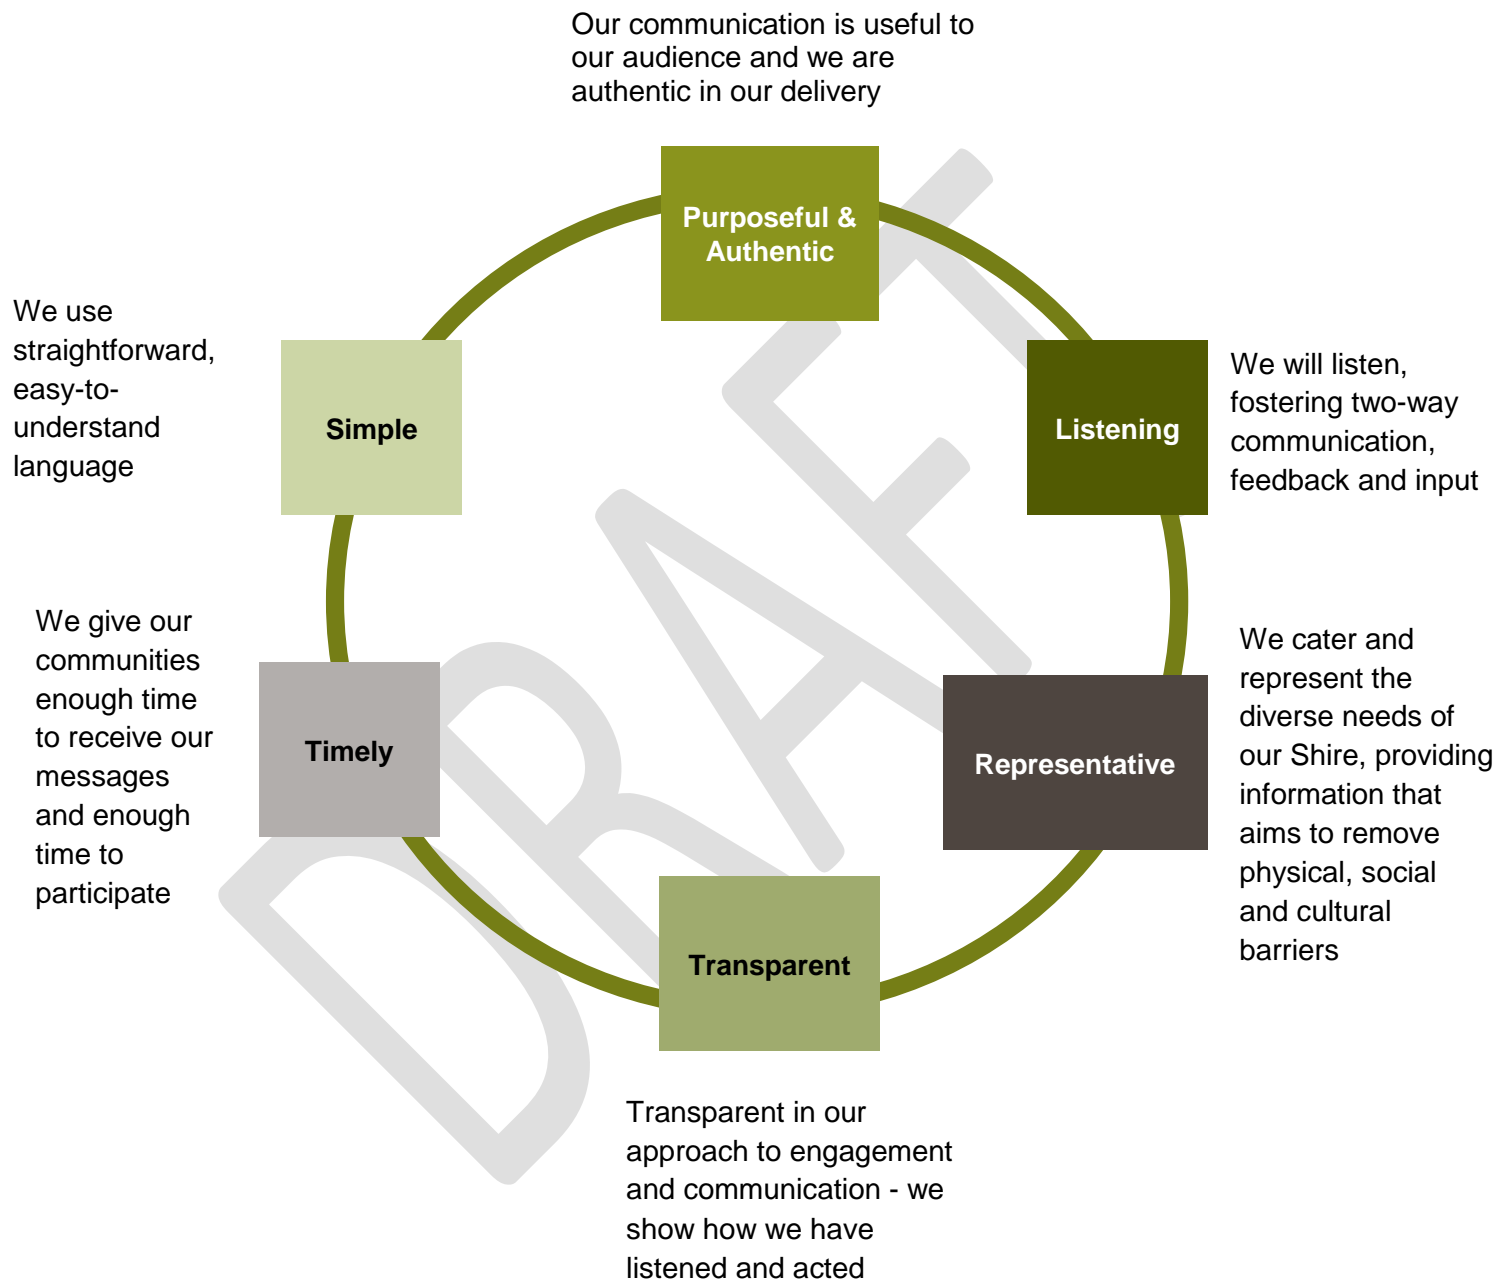 Our communication is useful to
our audience and we are
authentic in our delivery
Purposeful &
Authentic
Listening
We will listen,
fostering two-way
communication,
feedback and input
Representative
We cater and
represent the
diverse needs of
our Shire, providing
information that
aims to remove
physical, social
and cultural
barriers
Transparent
Transparent in our
approach to engagement
and communication - we
show how we have
listened and acted
Timely
We give our
communities
enough time
to receive our
messages
and enough
time to
participate
Simple
We use
straightforward,
easy-to-
understand
language
DRAFT